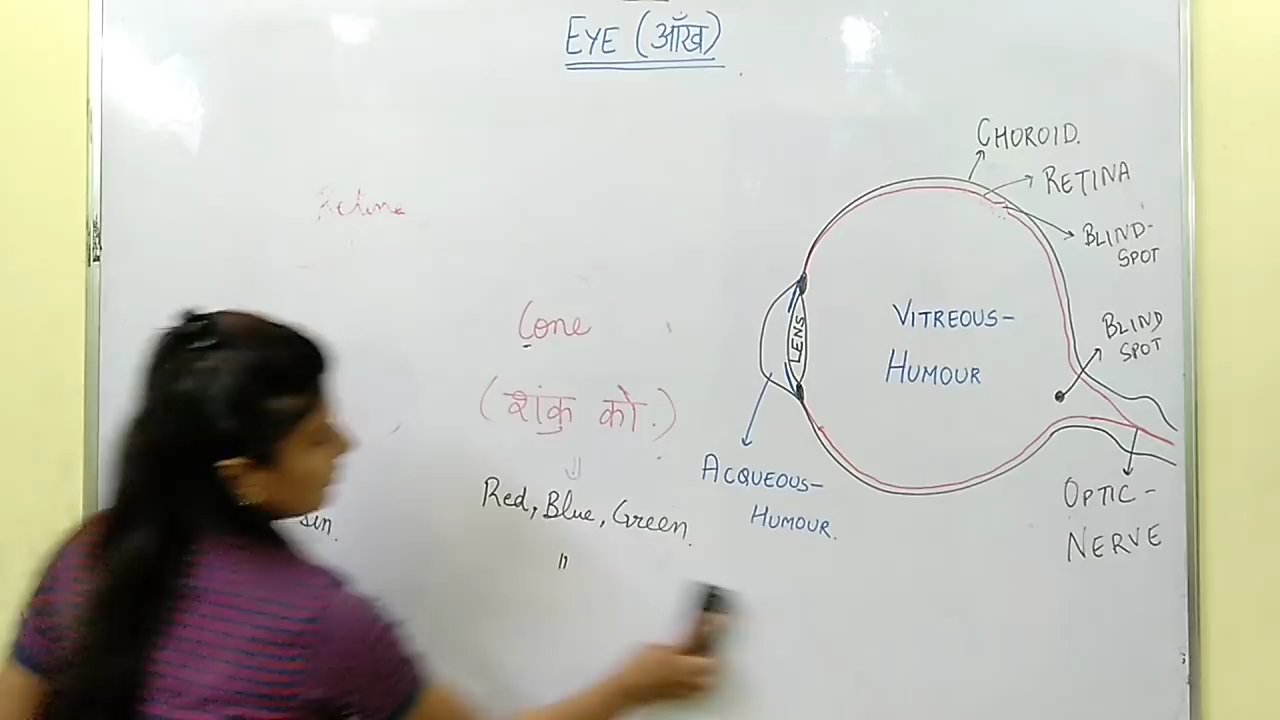 EYE (आँख)
CHOROID.
RETINA
BLIND-
SPOT
Cone
(शंकु को.)
Red, Blue, Green.
"
LENS
VITREOUS-
HUMOUR
BLIND
SPOT
ACQUEOUS-
HUMOUR.
OPTIC-
NERVE